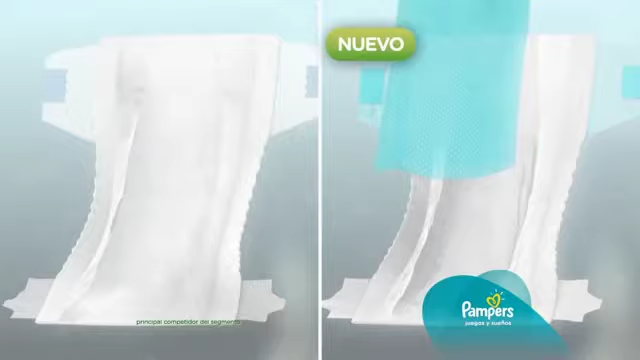 NUEVO
principal competidor del segmento
Pampers
juegos y sueños